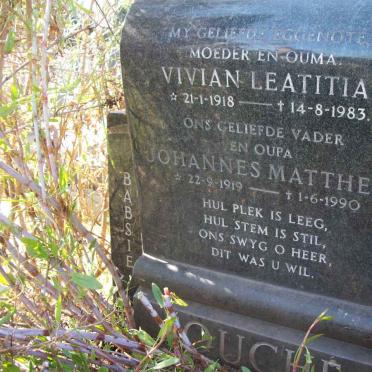 MY GELIEFDE EGGENOTE
MOEDER EN OUMA.
VIVIAN LEATITIA
☆ 21-1-1918 — † 14-8-1983.
ONS GELIEFDE VADER
EN OUPA
JOHANNES MATTHE
☆ 22-9-1919 — † 1-6-1990
HUL PLEK IS LEEG,
HUL STEM IS STIL,
ONS SWYG O HEER,
DIT WAS U WIL.
BABSIE
OUCHÉ